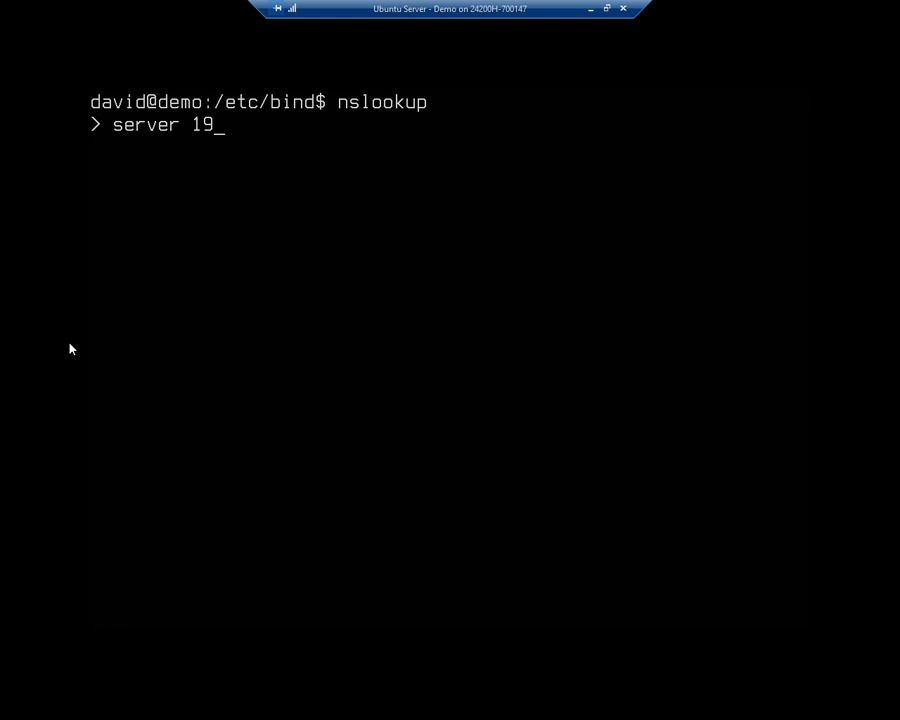 Ubuntu Server - Demo on 24200H-700147
david@demo:/etc/bind$ nslookup
> server 19_